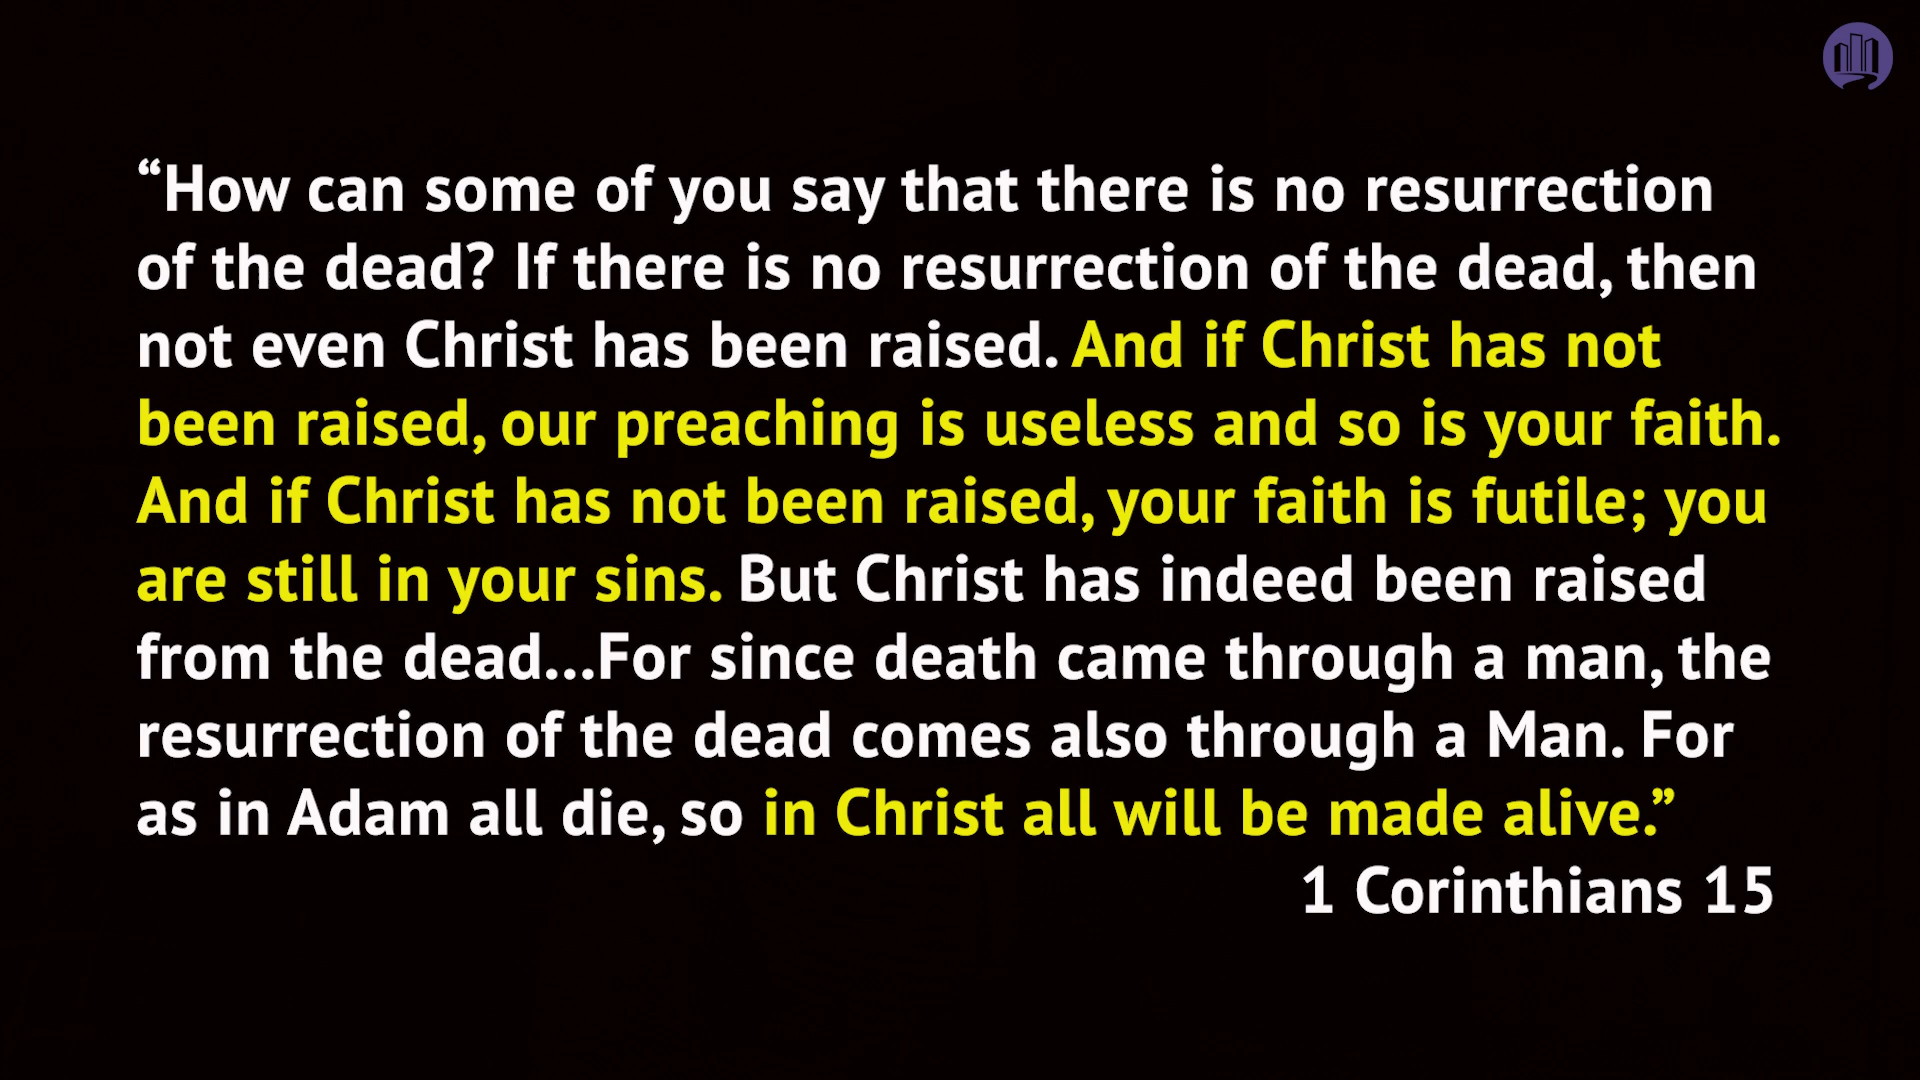 “How can some of you say that there is no resurrection
of the dead? If there is no resurrection of the dead, then
not even Christ has been raised. And if Christ has not
been raised, our preaching is useless and so is your faith.
And if Christ has not been raised, your faith is futile; you
are still in your sins. But Christ has indeed been raised
from the dead...For since death came through a man, the
resurrection of the dead comes also through a Man. For
as in Adam all die, so in Christ all will be made alive.”
1 Corinthians 15